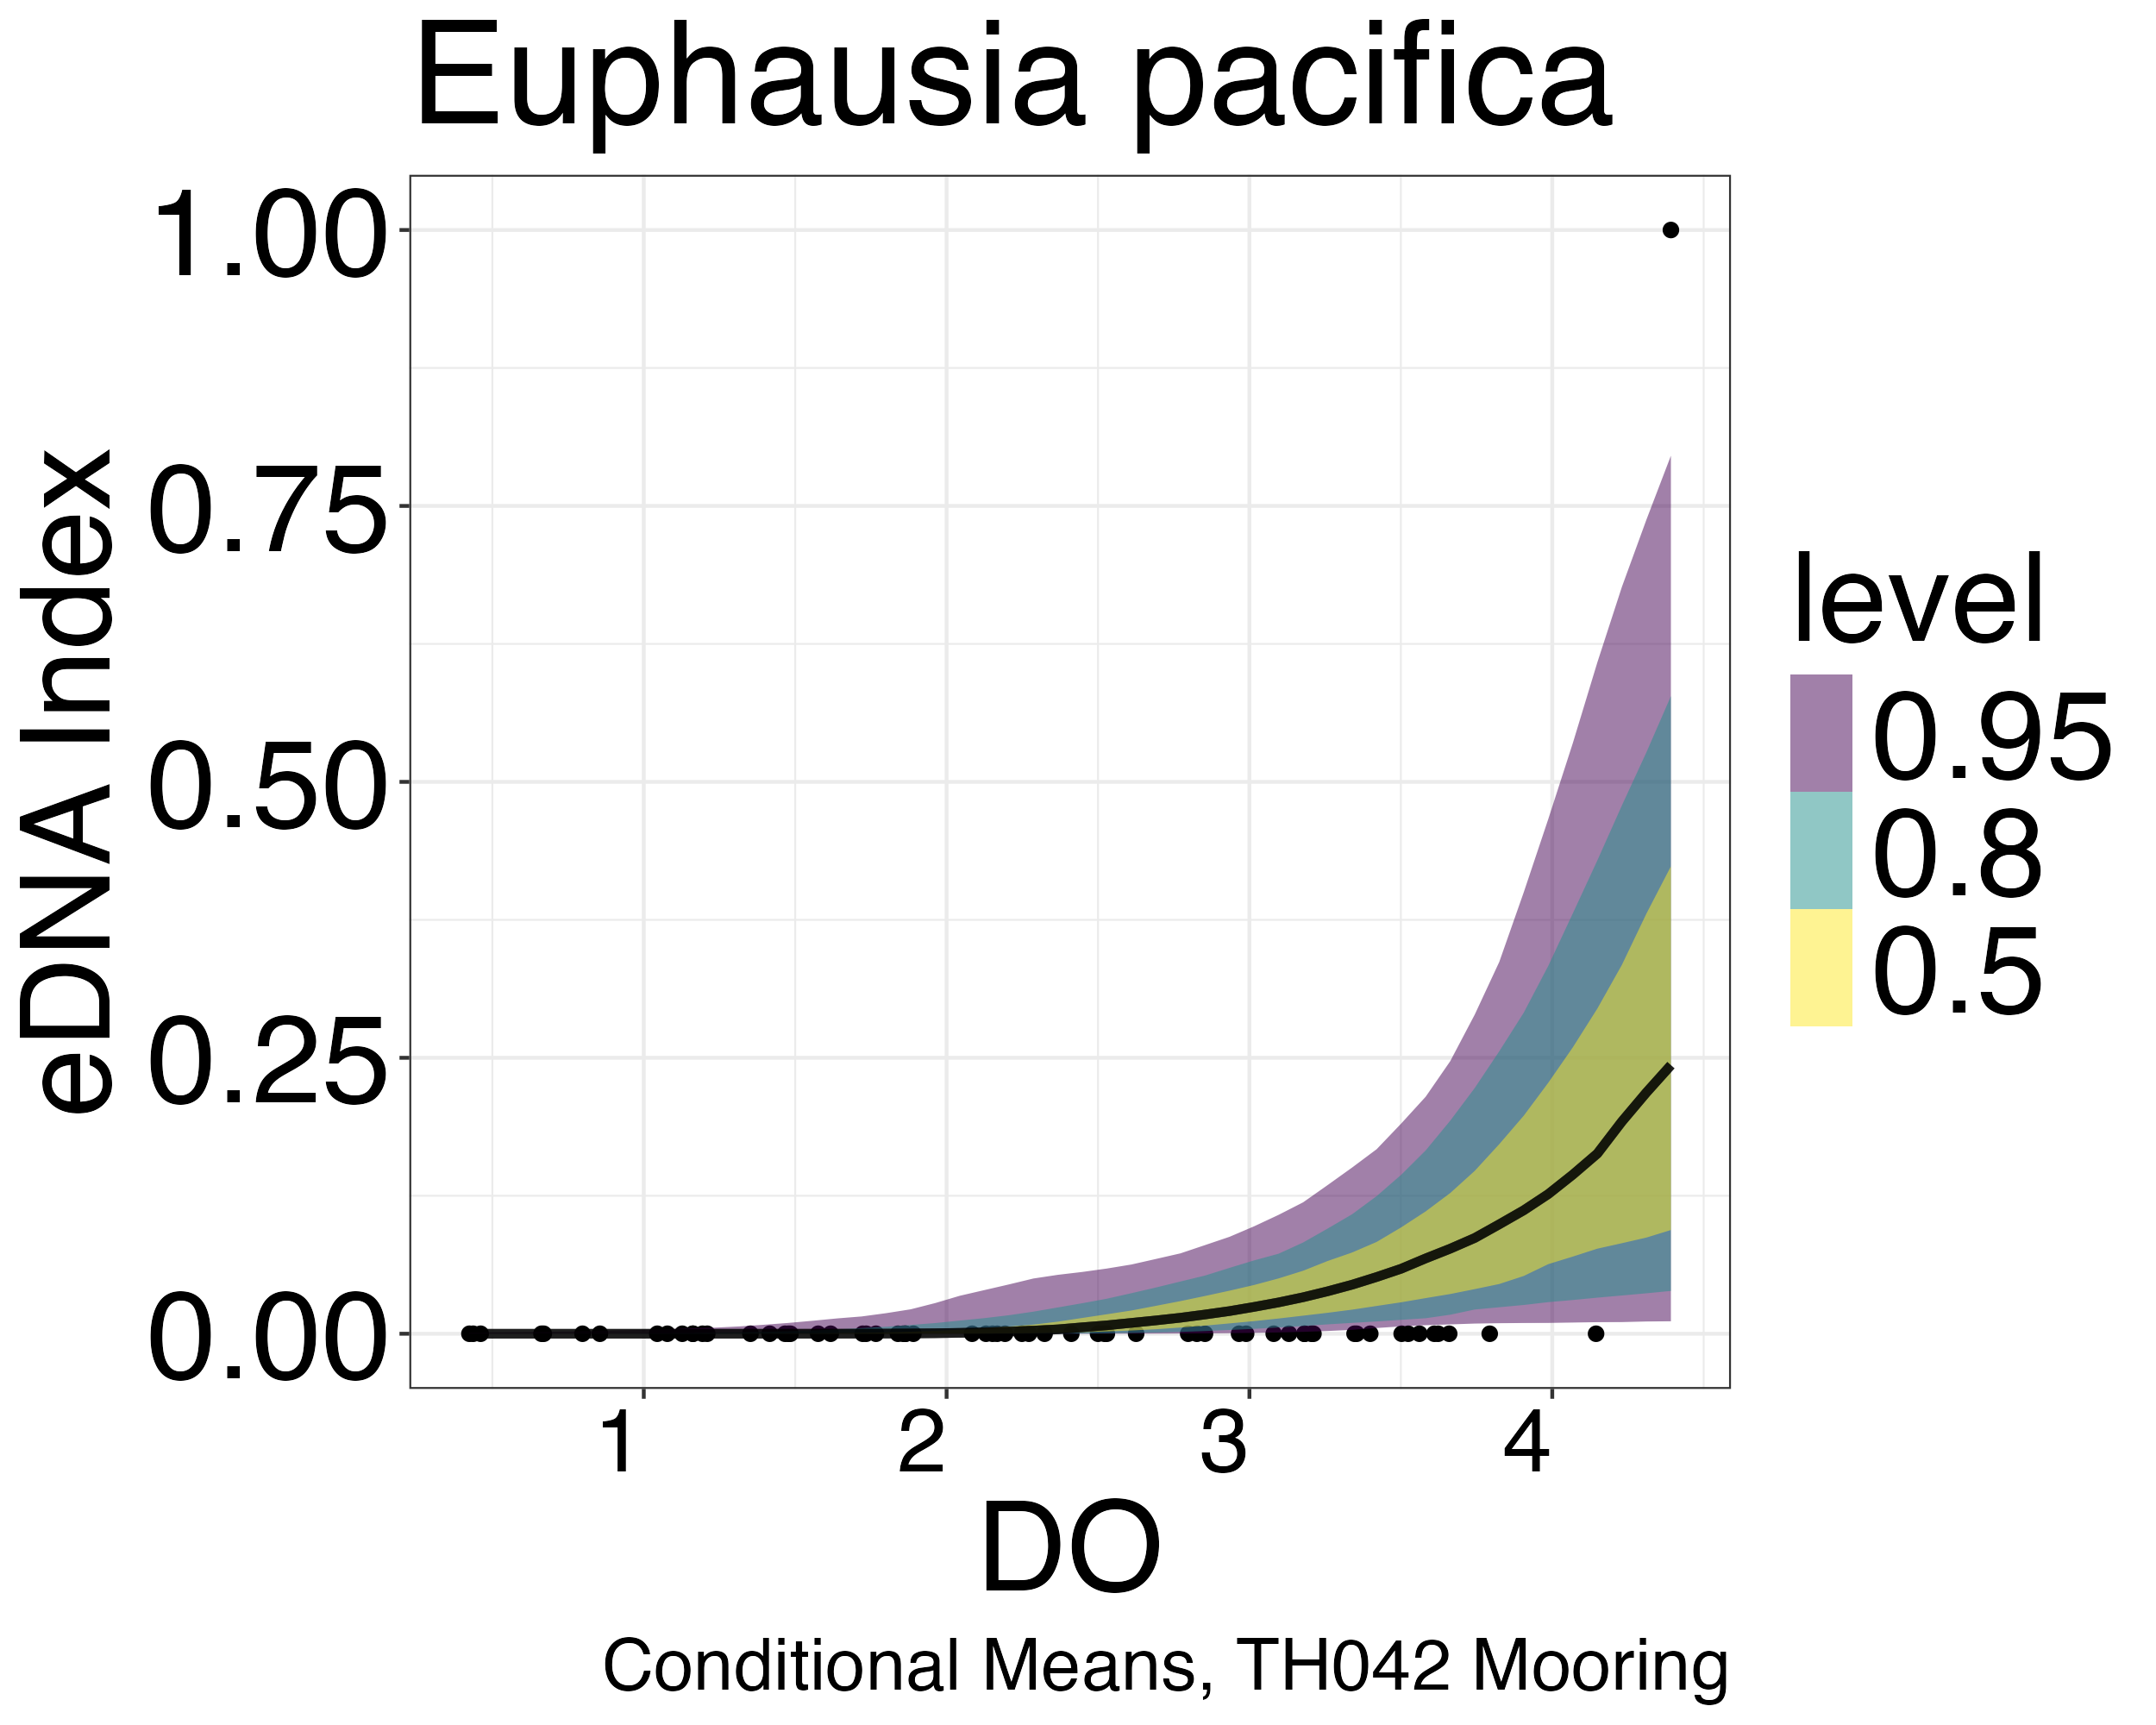 Euphausia pacifica
eDNA Index
1.00
0.75
0.50
0.25
0.00
1 2 3 4
DO
Conditional Means, TH042 Mooring
level
0.95
0.8
0.5